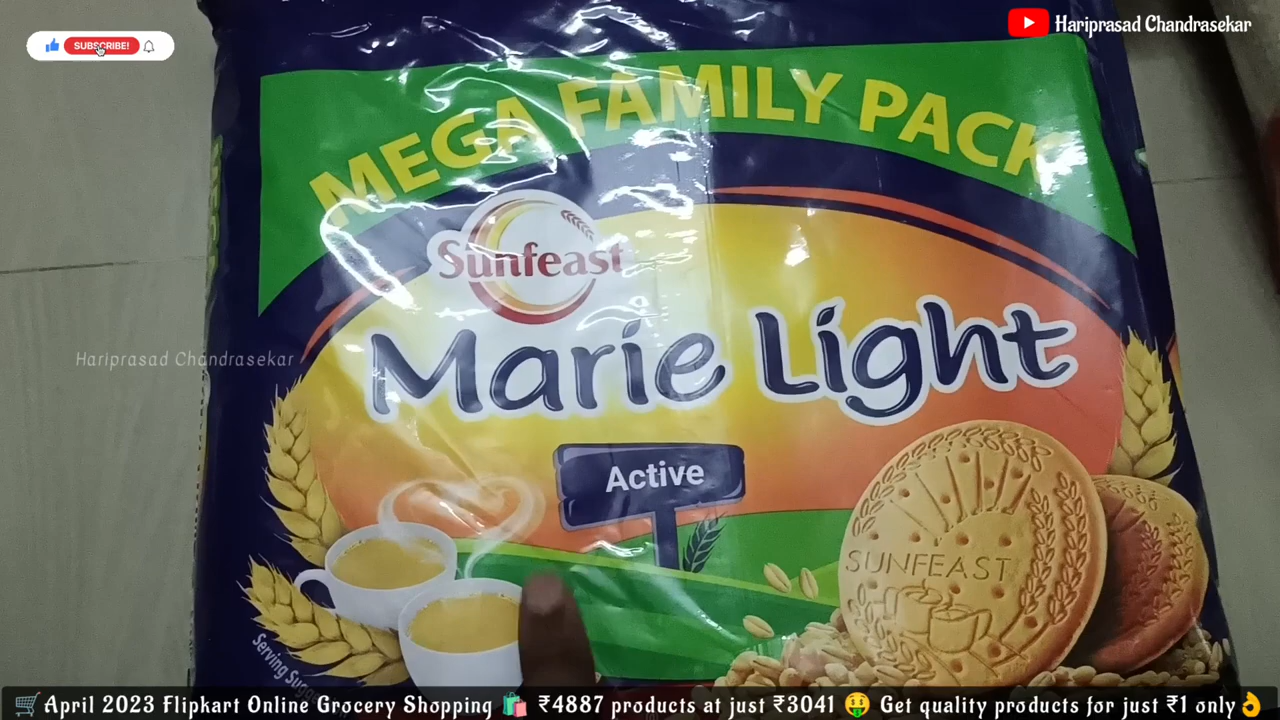 SUBSCRIBE!
Hariprasad Chandrasekar
MEGA FAMILY PACK
Sunfeast
Marie Light
Hariprasad Chandrasekar
Active
SUNFEAST
Serving
🛒 April 2023 Flipkart Online Grocery Shopping 🛍️ ₹4887 products at just ₹3041 🤑 Get quality products for just ₹1 only👌